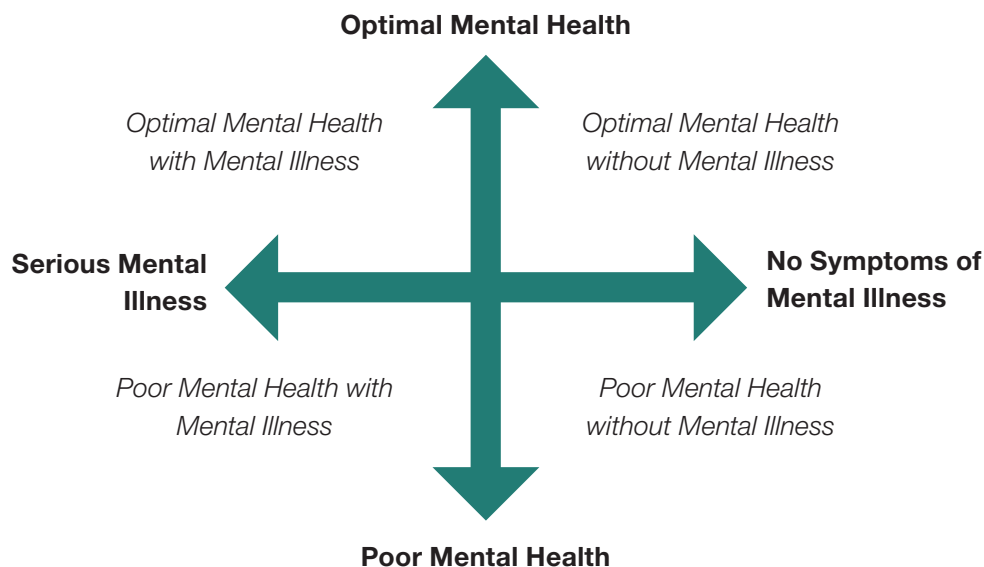 Optimal Mental Health
Optimal Mental Health
with Mental Illness
Optimal Mental Health
without Mental Illness
Serious Mental
Illness
No Symptoms of
Mental Illness
Poor Mental Health with
Mental Illness
Poor Mental Health
without Mental Illness
Poor Mental Health